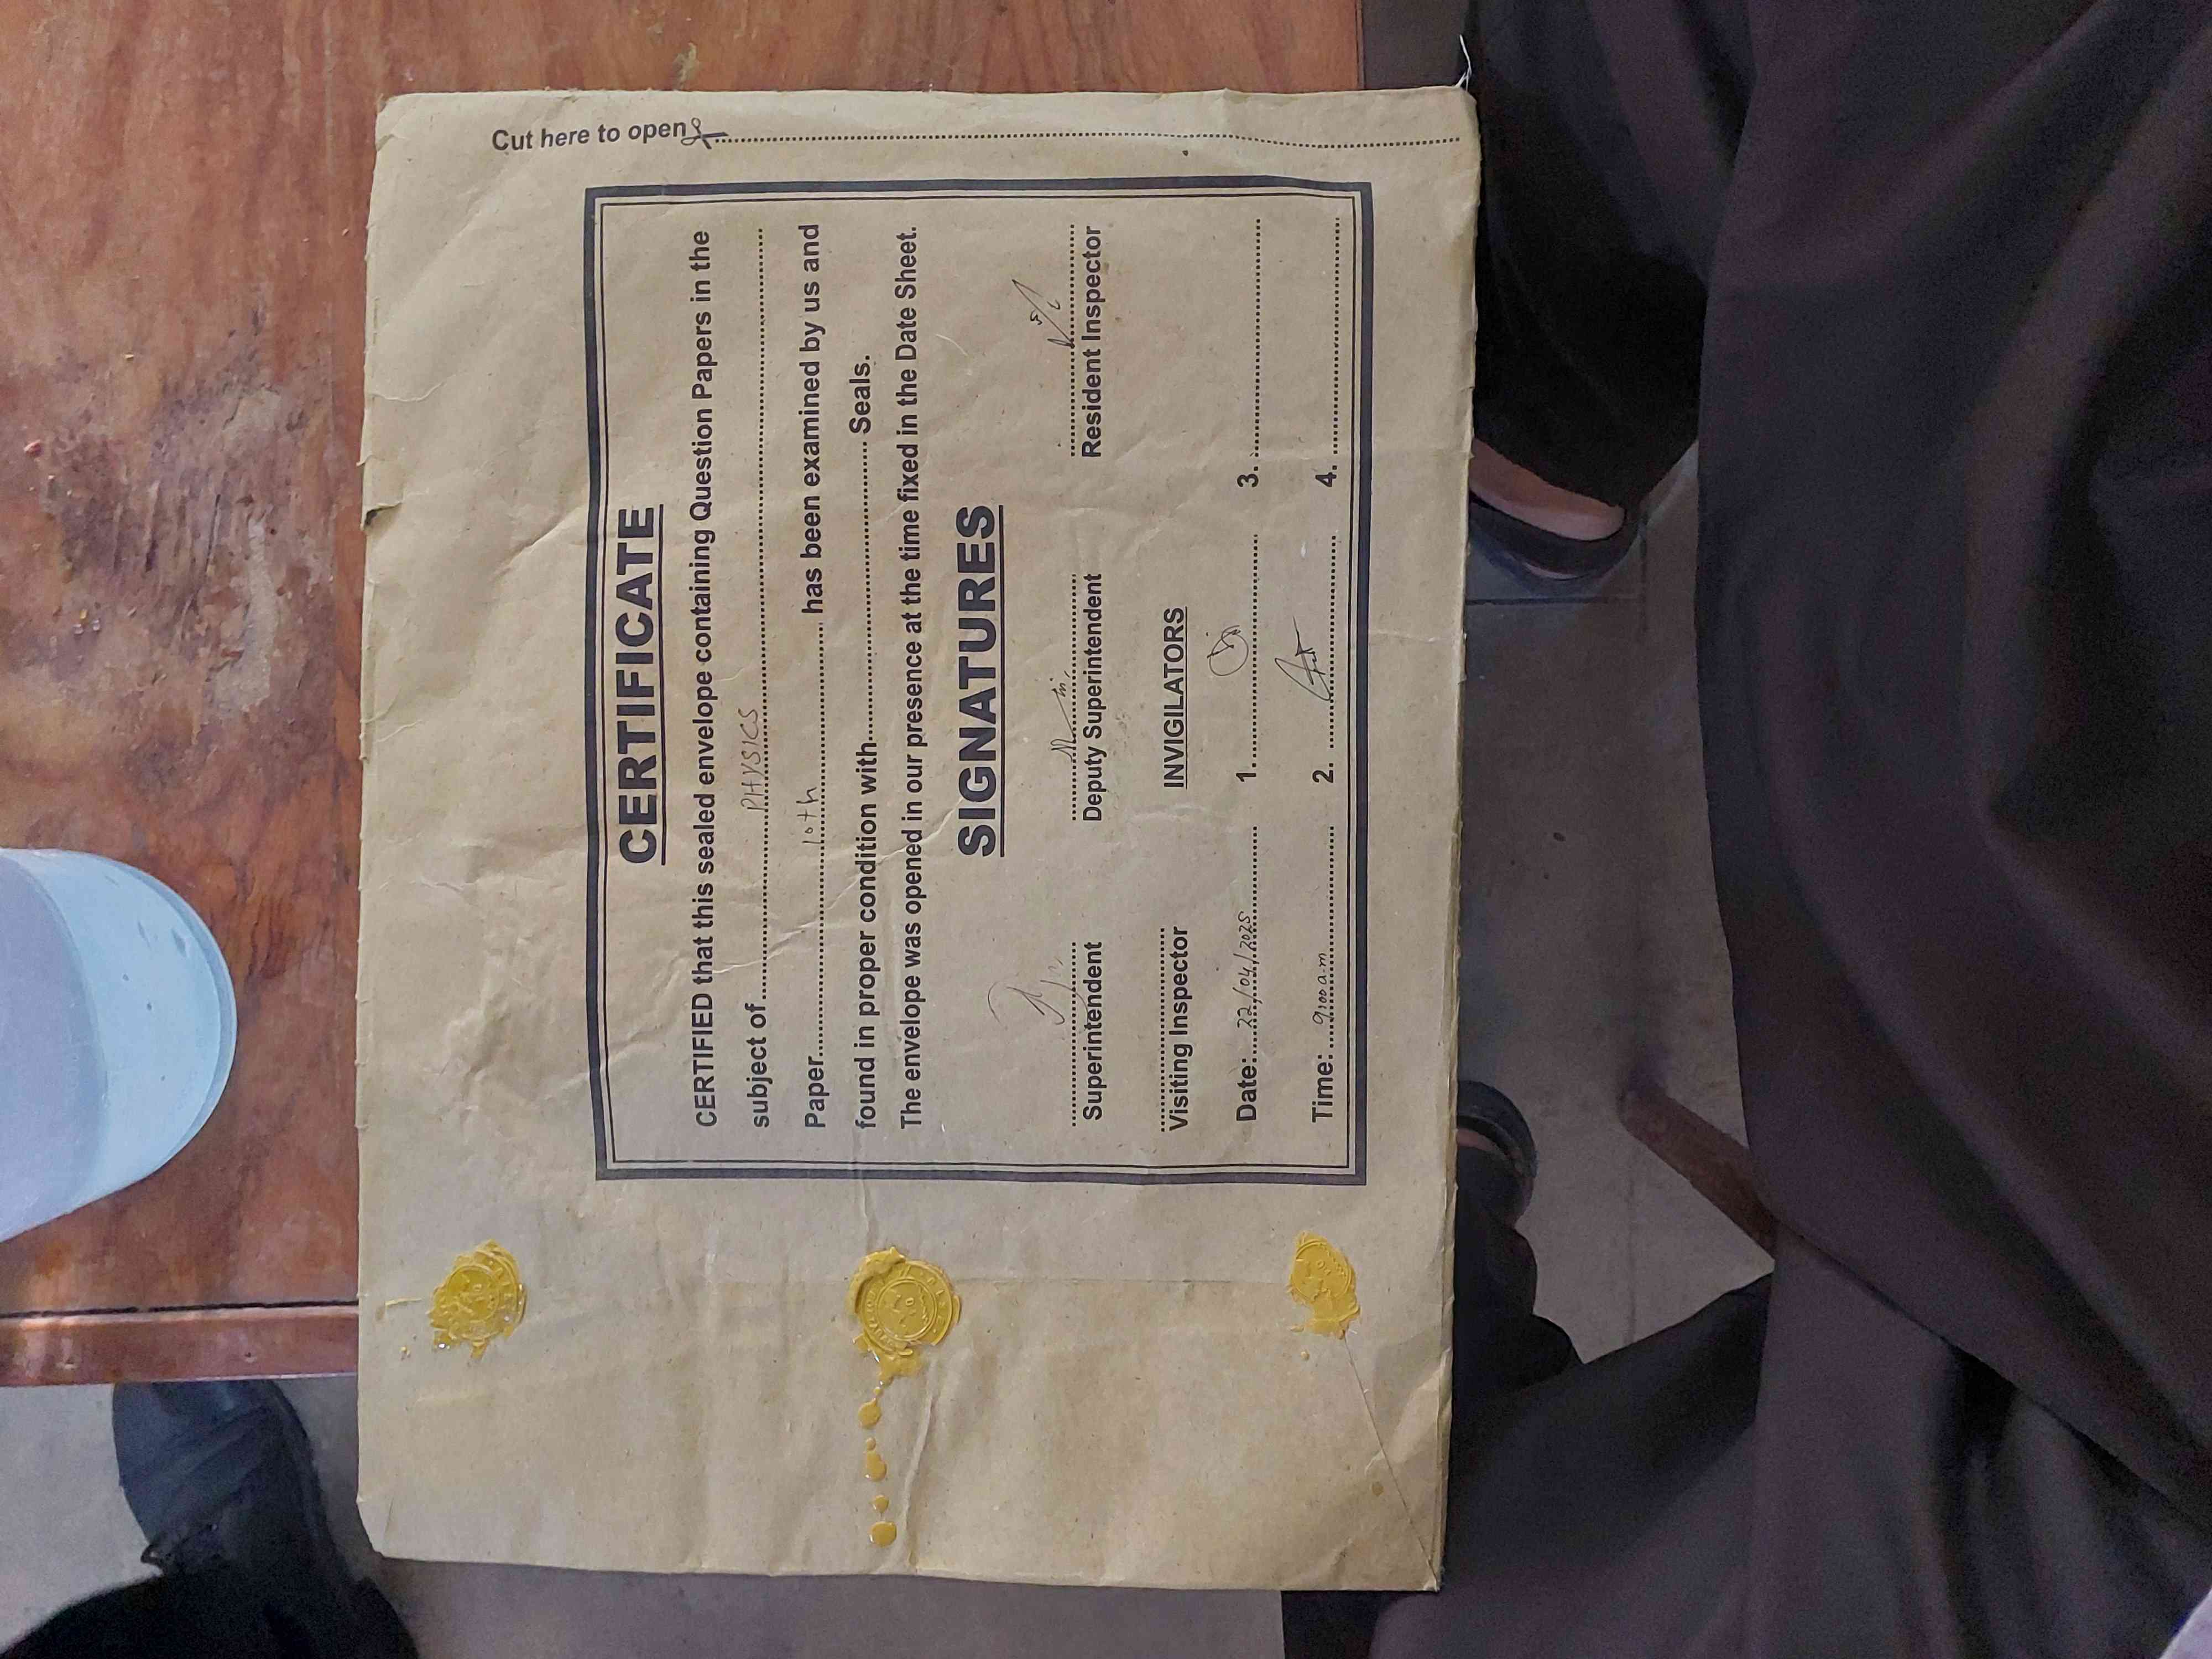 Cut here to open
CERTIFICATE
CERTIFIED that this sealed envelope containing Question Papers in the
subject of PHYSICS
Paper 10th has been examined by us and
found in proper condition with Seals.
The envelope was opened in our presence at the time fixed in the Date Sheet.
SIGNATURES
Superintendent Deputy Superintendent Resident Inspector
Visiting Inspector INVIGILATORS
Date: 22/04/2025 1. 3.
Time: 9:00 a.m 2. 4.